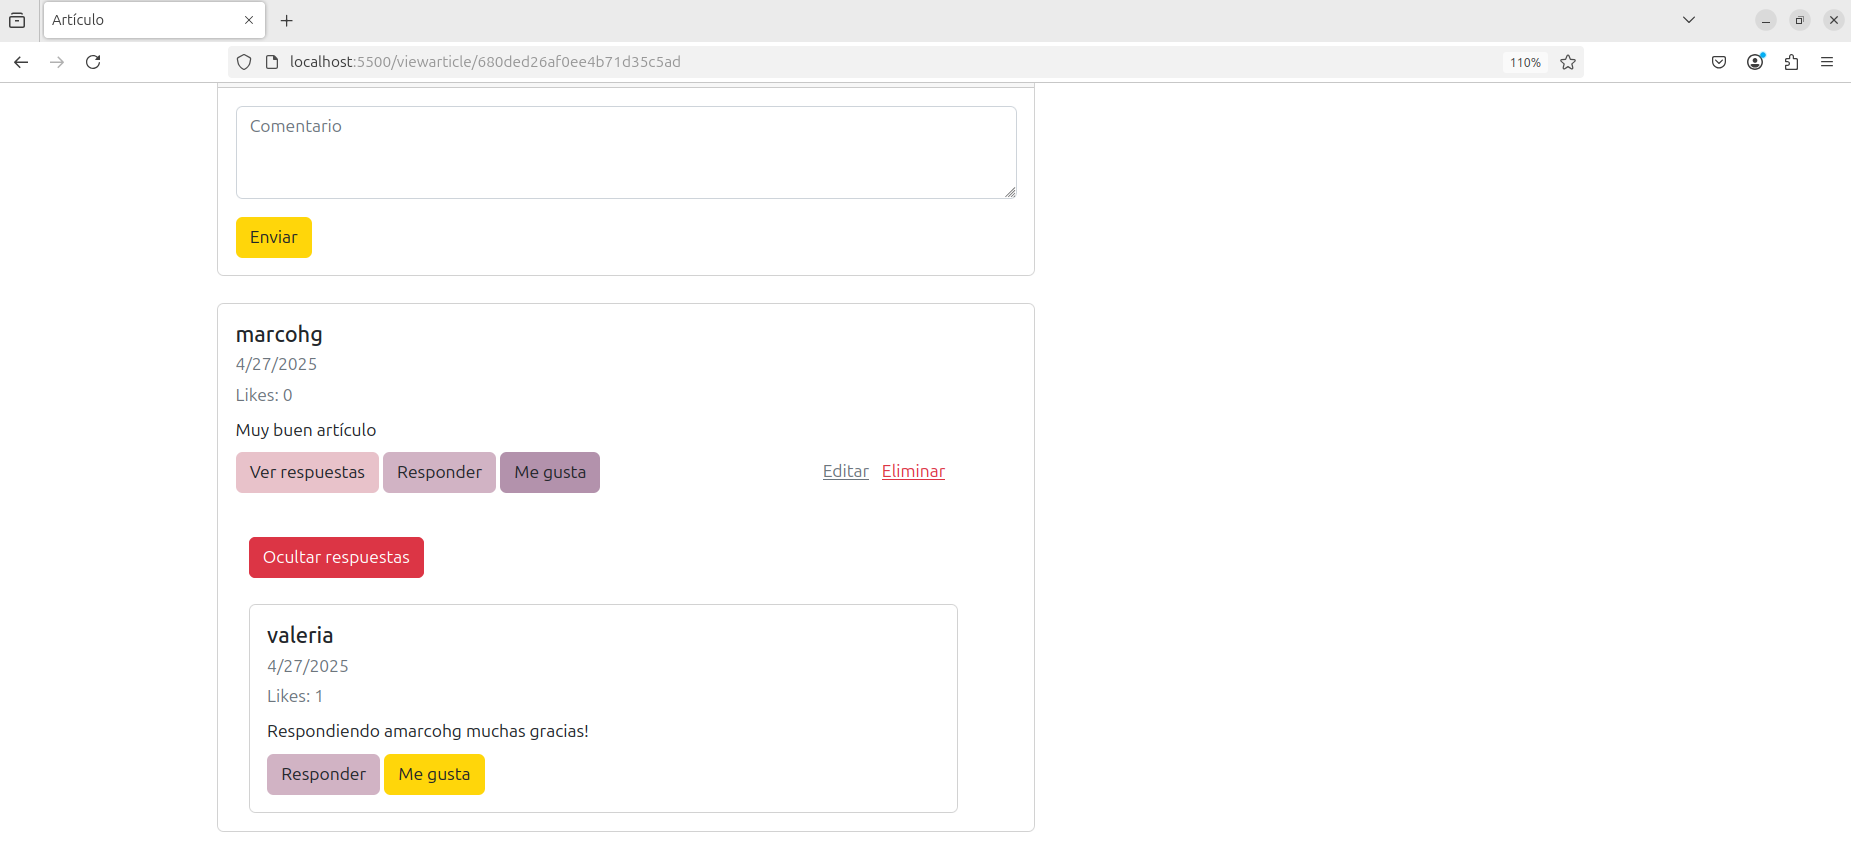 Artículo
localhost:5500/viewarticle/680ded26af0ee4b71d35c5ad
110%
Comentario
Enviar
marcohg
4/27/2025
Likes: 0
Muy buen artículo
Ver respuestas Responder Me gusta Editar Eliminar
Ocultar respuestas
valeria
4/27/2025
Likes: 1
Respondiendo amarcohg muchas gracias!
Responder Me gusta